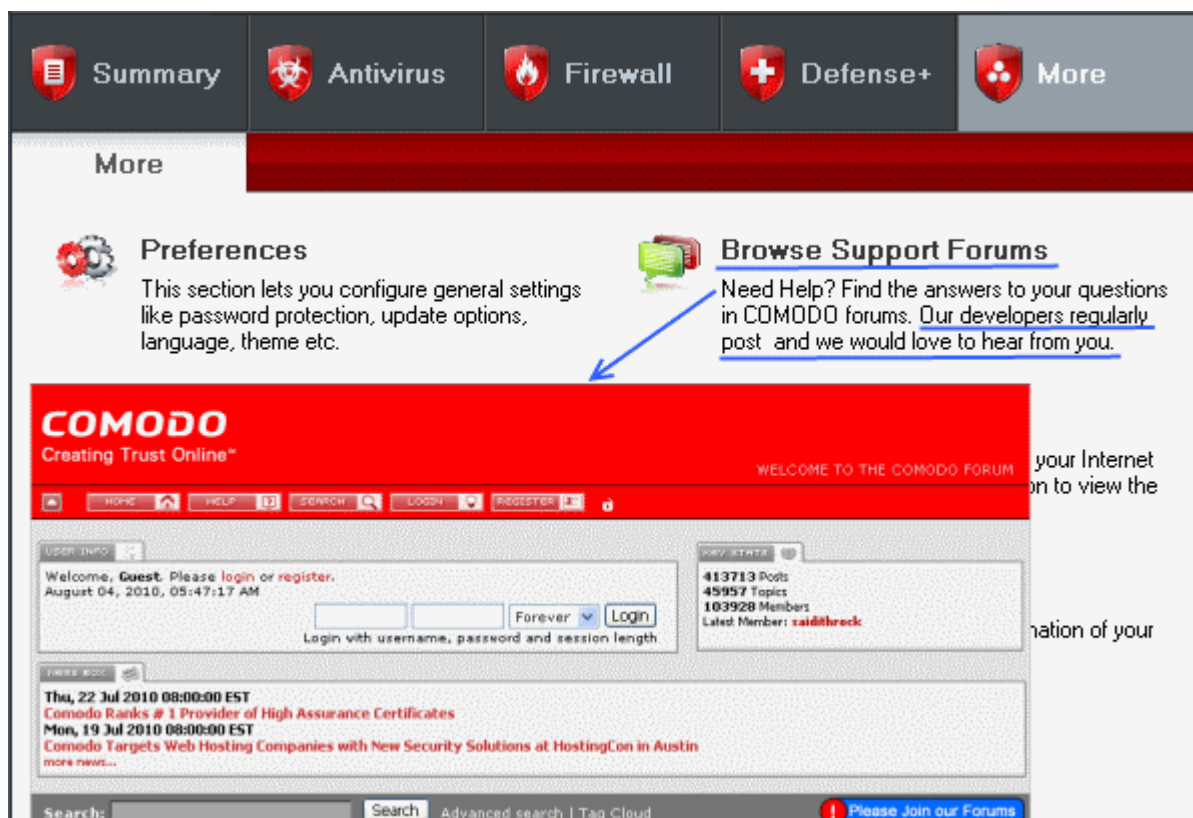 Summary
Antivirus
Firewall
Defense+
More
More
Preferences
This section lets you configure general settings
like password protection, update options,
language, theme etc.
Browse Support Forums
Need Help? Find the answers to your questions
in COMODO forums. Our developers regularly
post and we would love to hear from you.
your Internet
on to view the
nation of your
COMODO
Creating Trust Online™
WELCOME TO THE COMODO FORUM
HOME
HELP
SEARCH
LOGIN
REGISTER
USER INFO
Welcome, Guest. Please login or register.
August 04, 2010, 05:47:17 AM
Forever
Login
Login with username, password and session length
KEY STATS
413713 Posts
45957 Topics
103928 Members
Latest Member: saidithrock
NEWS BOX
Thu, 22 Jul 2010 08:00:00 EST
Comodo Ranks # 1 Provider of High Assurance Certificates
Mon, 19 Jul 2010 08:00:00 EST
Comodo Targets Web Hosting Companies with New Security Solutions at HostingCon in Austin
more news...
Search:
Search
Advanced search | Tag Cloud
! Please Join our Forums